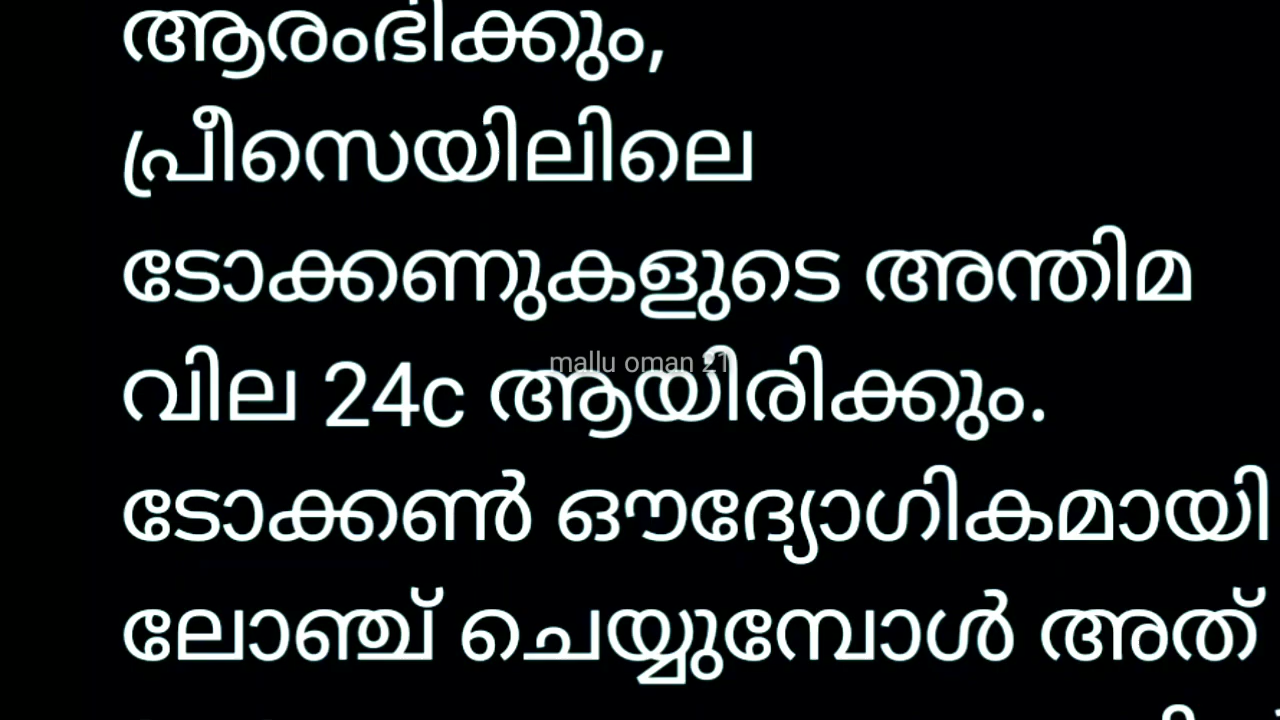 ആരംഭിക്കും,
പ്രീസെയിലിലെ
ടോക്കണുകളുടെ അന്തിമ
mallu oman 21
വില 24c ആയിരിക്കും.
ടോക്കൺ ഔദ്യോഗികമായി
ലോഞ്ച് ചെയ്യുമ്പോൾ അത്